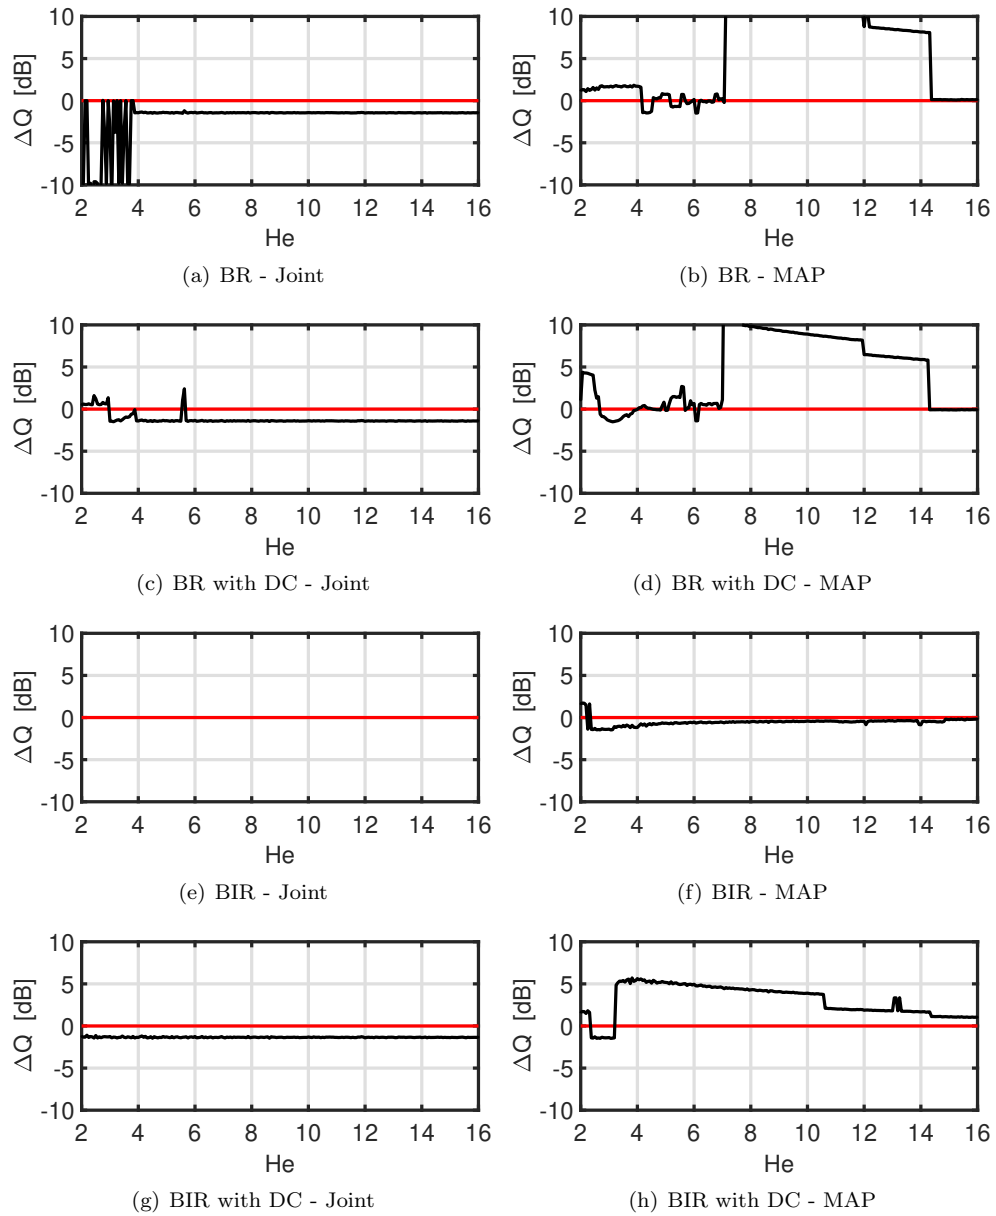 10
5
0
-5
-10
ΔQ [dB]
2 4 6 8 10 12 14 16
He
(a) BR - Joint
10
5
0
-5
-10
ΔQ [dB]
2 4 6 8 10 12 14 16
He
(b) BR - MAP
10
5
0
-5
-10
ΔQ [dB]
2 4 6 8 10 12 14 16
He
(c) BR with DC - Joint
10
5
0
-5
-10
ΔQ [dB]
2 4 6 8 10 12 14 16
He
(d) BR with DC - MAP
10
5
0
-5
-10
ΔQ [dB]
2 4 6 8 10 12 14 16
He
(e) BIR - Joint
10
5
0
-5
-10
ΔQ [dB]
2 4 6 8 10 12 14 16
He
(f) BIR - MAP
10
5
0
-5
-10
ΔQ [dB]
2 4 6 8 10 12 14 16
He
(g) BIR with DC - Joint
10
5
0
-5
-10
ΔQ [dB]
2 4 6 8 10 12 14 16
He
(h) BIR with DC - MAP